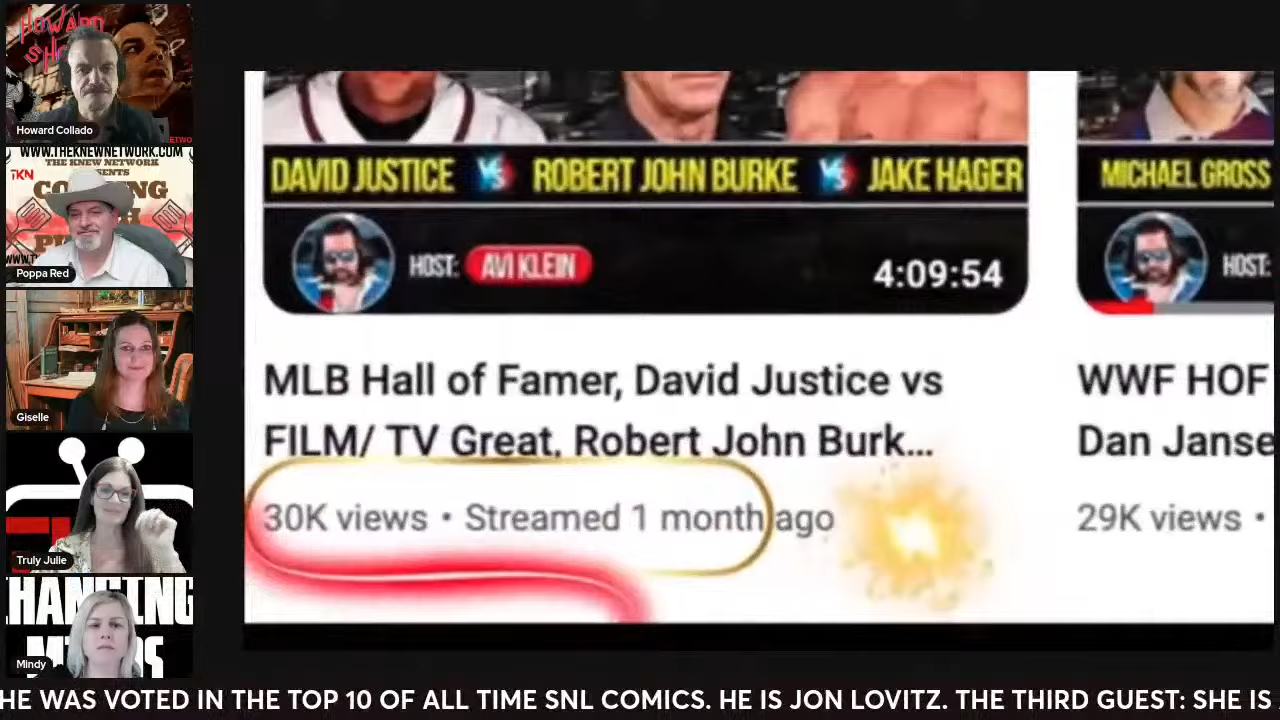 HOWARD
Howard Collado
WWW.THEKNEWNETWORK.COM
THE KNEW NETWORK
TKN
Poppa Red
Giselle
Truly Julie
Mindy
DAVID JUSTICE VS ROBERT JOHN BURKE VS JAKE HAGER
HOST: AVI KLEIN
4:09:54
MLB Hall of Famer, David Justice vs
FILM/ TV Great, Robert John Burk...
30K views • Streamed 1 month ago
MICHAEL GROSS
HOST:
WWF HOF
Dan Janse
29K views •
HE WAS VOTED IN THE TOP 10 OF ALL TIME SNL COMICS. HE IS JON LOVITZ. THE THIRD GUEST: SHE IS